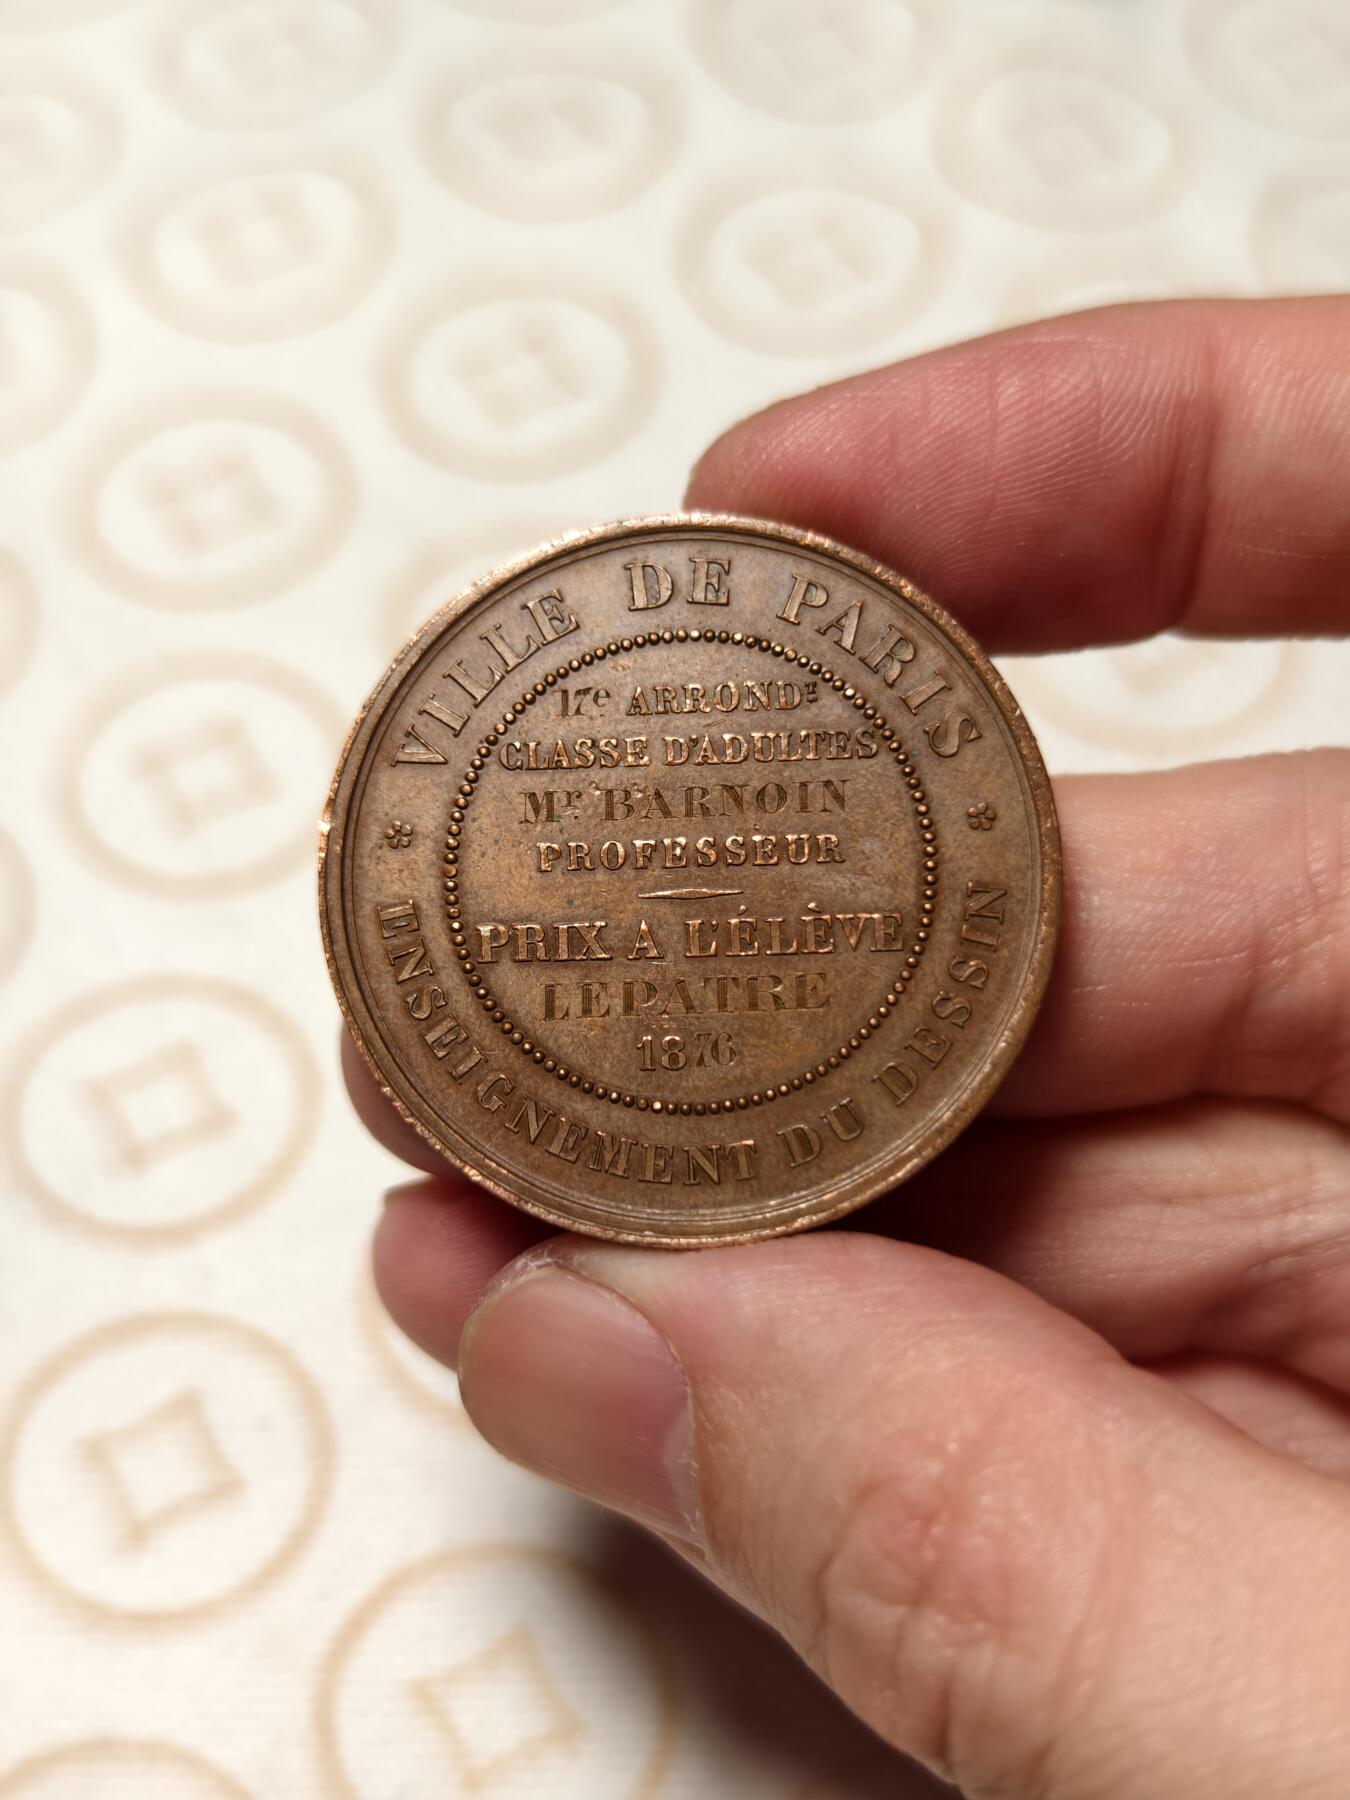 VILLE DE PARIS
17e ARRONDT
CLASSE D'ADULTES
Mr BARNOIN
PROFESSEUR
PRIX A L'ÉLÈVE
LEPATRE
1876
ENSEIGNEMENT DU DESSIN